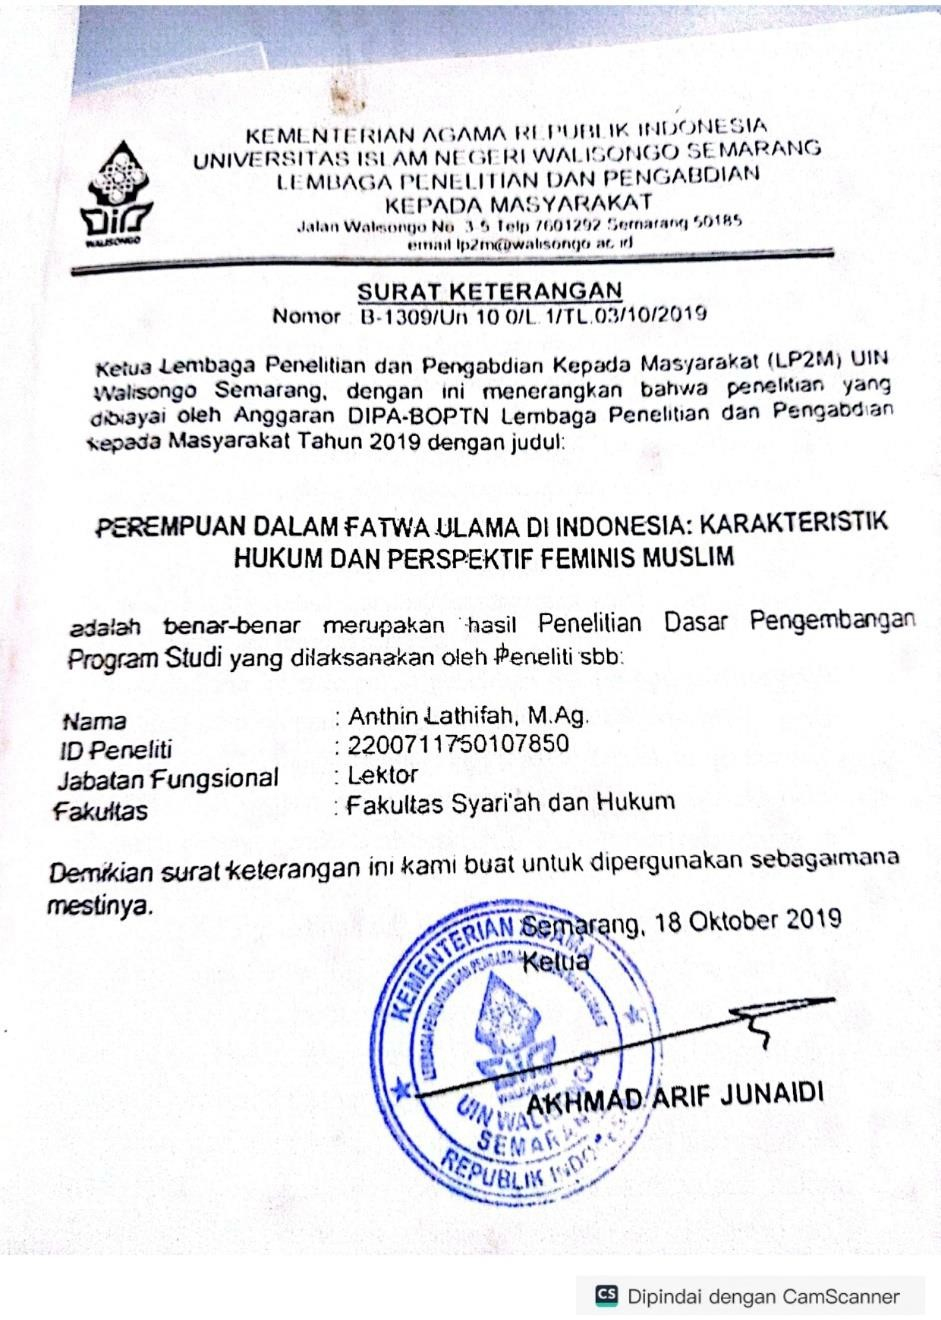 KEMENTERIAN AGAMA REPUBLIK INDONESIA
UNIVERSITAS ISLAM NEGERI WALISONGO SEMARANG
LEMBAGA PENELITIAN DAN PENGABDIAN
KEPADA MASYARAKAT
Jalan Walisongo No 3-5 Telp 7601292 Semarang 50185
email lp2m@walisongo ac id
UIN
WALISONGO
SURAT KETERANGAN
Nomor B-1309/Un 10 0/L 1/TL.03/10/2019
Ketua Lembaga Penelitian dan Pengabdian Kepada Masyarakat (LP2M) UIN
Walisongo Semarang, dengan ini menerangkan bahwa penelitian yang
dibiayai oleh Anggaran DIPA-BOPTN Lembaga Penelitian dan Pengabdian
kepada Masyarakat Tahun 2019 dengan judul:
PEREMPUAN DALAM FATWA ULAMA DI INDONESIA: KARAKTERISTIK
HUKUM DAN PERSPEKTIF FEMINIS MUSLIM
adalah benar-benar merupakan hasil Penelitian Dasar Pengembangan
Program Studi yang dilaksanakan oleh Peneliti sbb:
Nama : Anthin Lathifah, M.Ag.
ID Peneliti : 22007117501078​50
Jabatan Fungsional : Lektor
Fakultas : Fakultas Syari'ah dan Hukum
Demikian surat keterangan ini kami buat untuk dipergunakan sebagaimana
mestinya.
Semarang, 18 Oktober 2019
Ketua
KEMENTERIAN AGAMA
UIN WALISONGO
SEMARANG
REPUBLIK INDONESIA
AKHMAD ARIF JUNAIDI
CS Dipindai dengan CamScanner